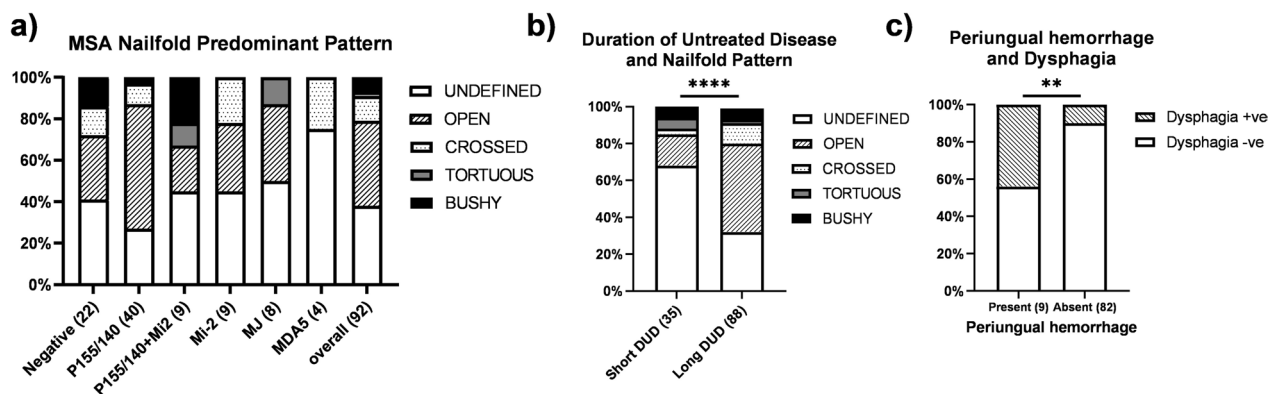 a)
MSA Nailfold Predominant Pattern
100%
80%
60%
40%
20%
0%
Negative (22)
P155/140 (40)
P155/140+Mi2 (9)
Mi-2 (9)
MJ (8)
MDA5 (4)
overall (92)
UNDEFINED
OPEN
CROSSED
TORTUOUS
BUSHY
b)
Duration of Untreated Disease
and Nailfold Pattern
****
100%
80%
60%
40%
20%
0%
Short DUD (35)
Long DUD (88)
UNDEFINED
OPEN
CROSSED
TORTUOUS
BUSHY
c)
Periungual hemorrhage
and Dysphagia
**
100%
80%
60%
40%
20%
0%
Present (9) Absent (82)
Periungual hemorrhage
Dysphagia +ve
Dysphagia -ve